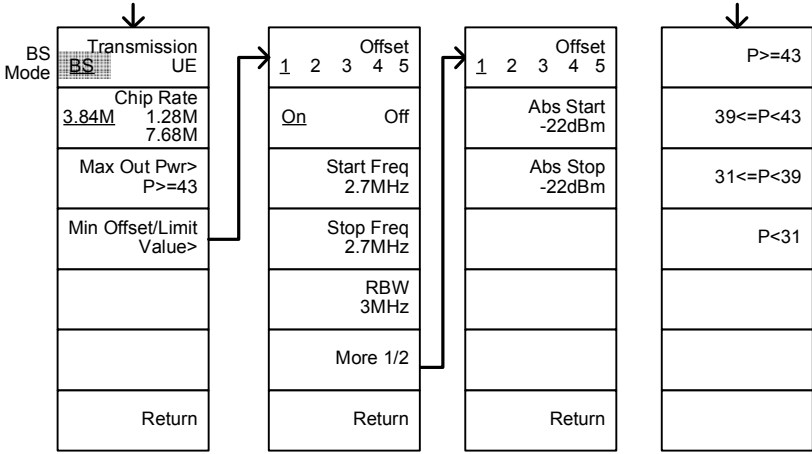 BS
Mode
Transmission
BS UE
Chip Rate
3.84M 1.28M
7.68M
Max Out Pwr>
P>=43
Min Offset/Limit
Value>
Return
Offset
1 2 3 4 5
On Off
Start Freq
2.7MHz
Stop Freq
2.7MHz
RBW
3MHz
More 1/2
Return
Offset
1 2 3 4 5
Abs Start
-22dBm
Abs Stop
-22dBm
Return
P>=43
39<=P<43
31<=P<39
P<31